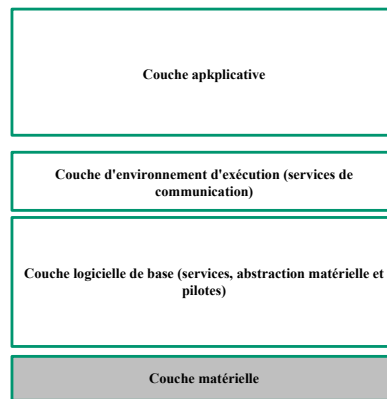 Couche apkplicative
Couche d'environnement d'exécution (services de
communication)
Couche logicielle de base (services, abstraction matérielle et
pilotes)
Couche matérielle